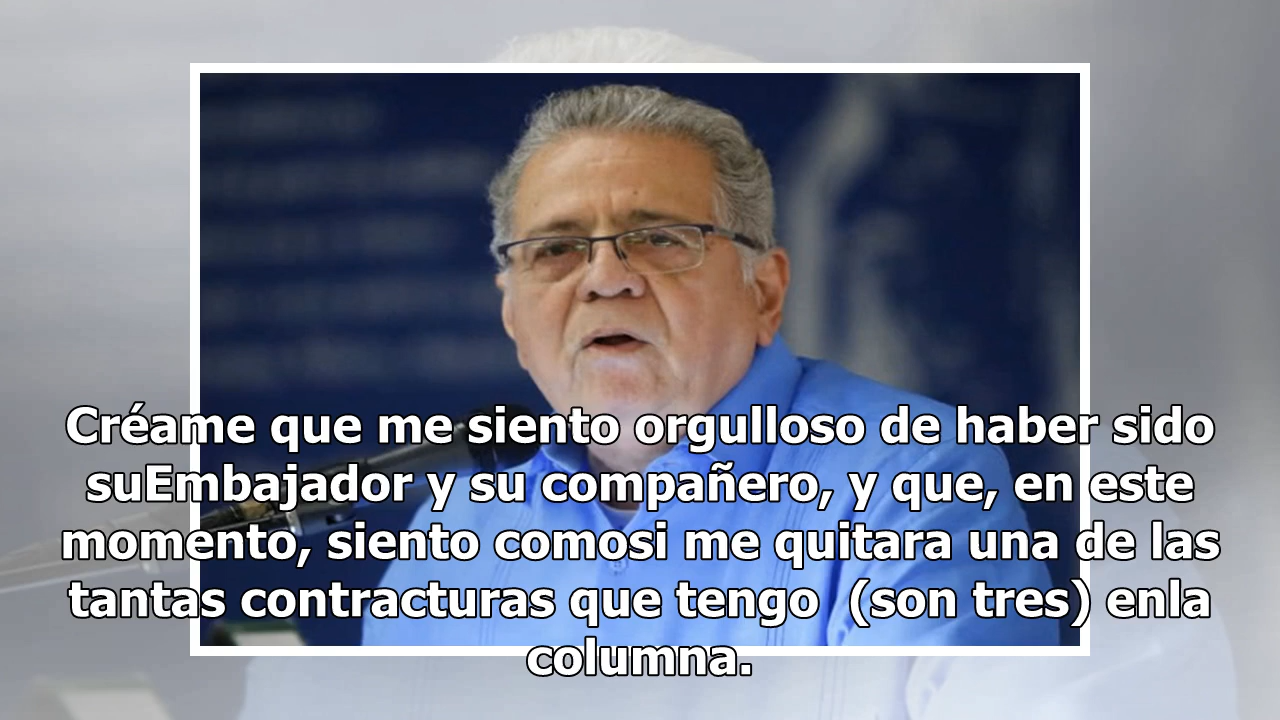 Créame que me siento orgulloso de haber sido
suEmbajador y su compañero, y que, en este
momento, siento comosi me quitara una de las
tantas contracturas que tengo  (son tres) enla
columna.